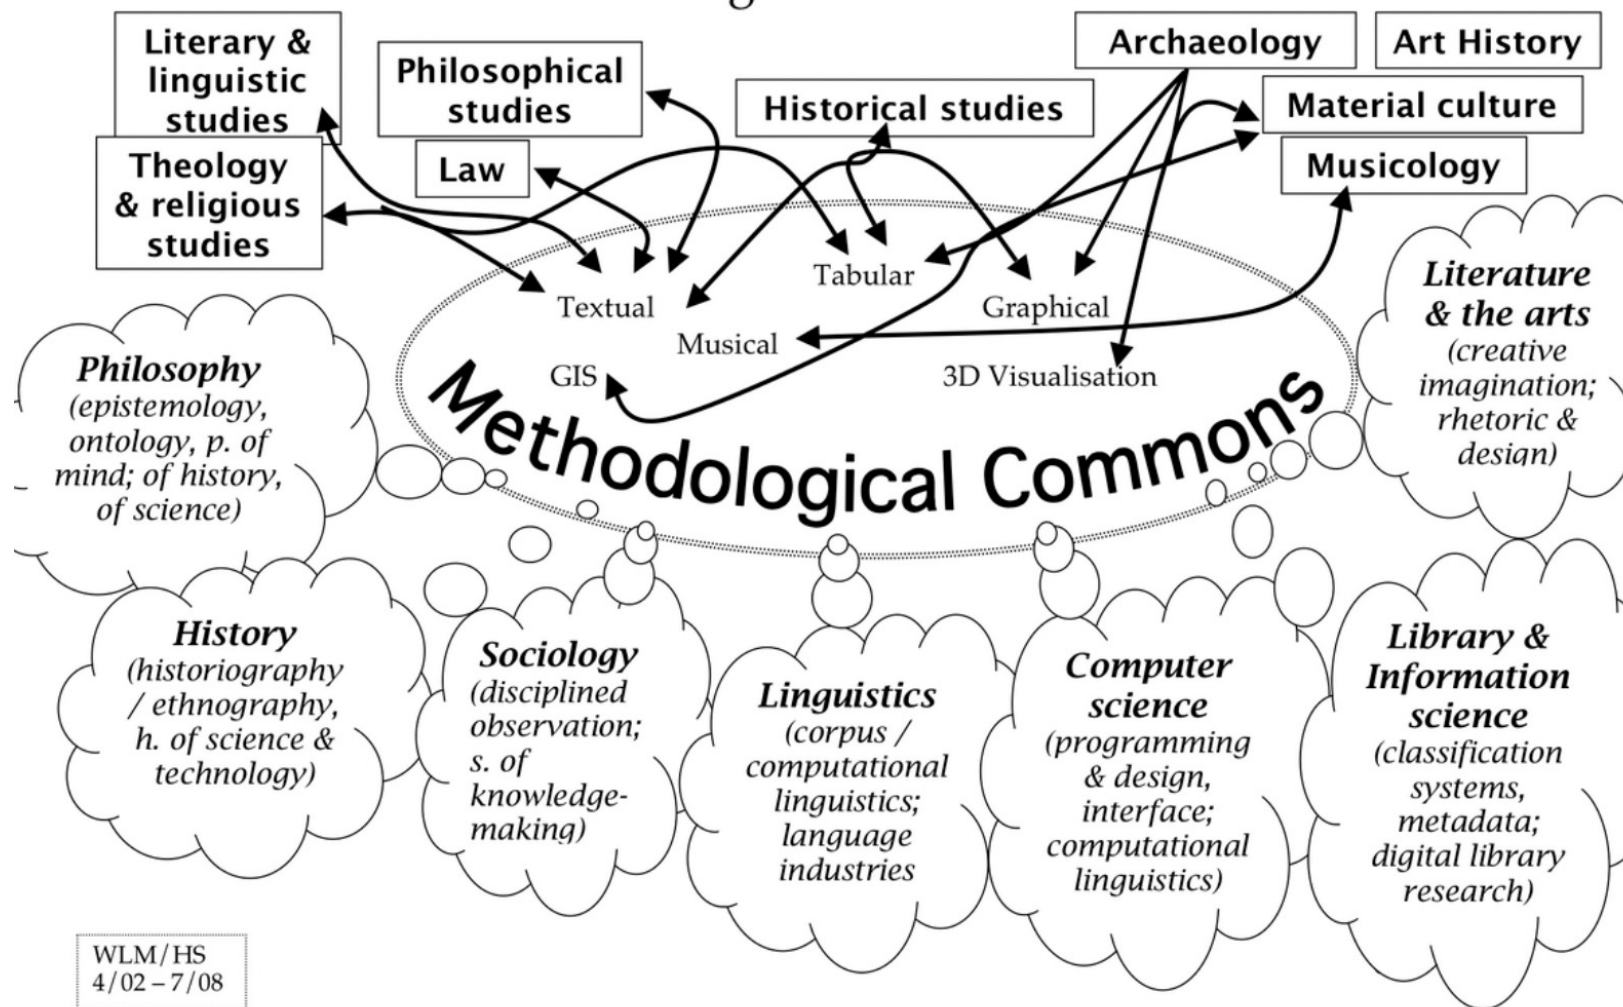 Literary &
linguistic
studies
Theology
& religious
studies
Philosophical
studies
Law
Historical studies
Archaeology
Art History
Material culture
Musicology
Textual
Tabular
Graphical
Musical
GIS
3D Visualisation
Methodological Commons
Philosophy
(epistemology,
ontology, p. of
mind; of history,
of science)
Literature
& the arts
(creative
imagination;
rhetoric &
design)
History
(historiography
/ ethnography,
h. of science &
technology)
Sociology
(disciplined
observation;
s. of
knowledge-
making)
Linguistics
(corpus /
computational
linguistics;
language
industries
Computer
science
(programming
& design,
interface;
computational
linguistics)
Library &
Information
science
(classification
systems,
metadata;
digital library
research)
WLM/HS
4/02 – 7/08